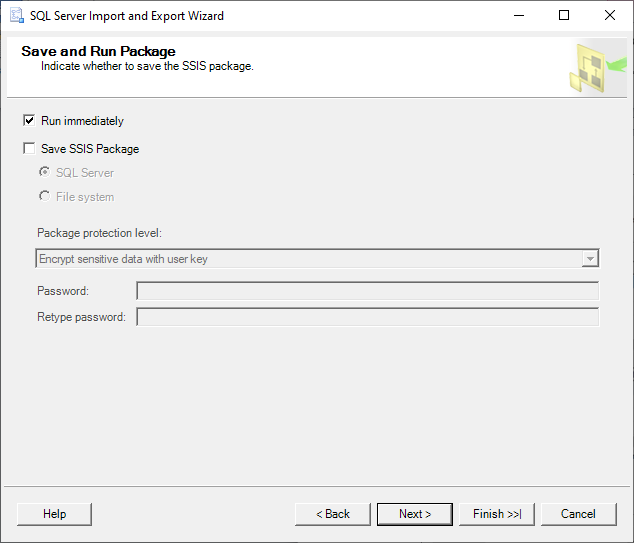 SQL Server Import and Export Wizard
Save and Run Package
Indicate whether to save the SSIS package.
Run immediately
Save SSIS Package
SQL Server
File system
Package protection level:
Encrypt sensitive data with user key
Password:
Retype password:
Help
< Back
Next >
Finish >>|
Cancel